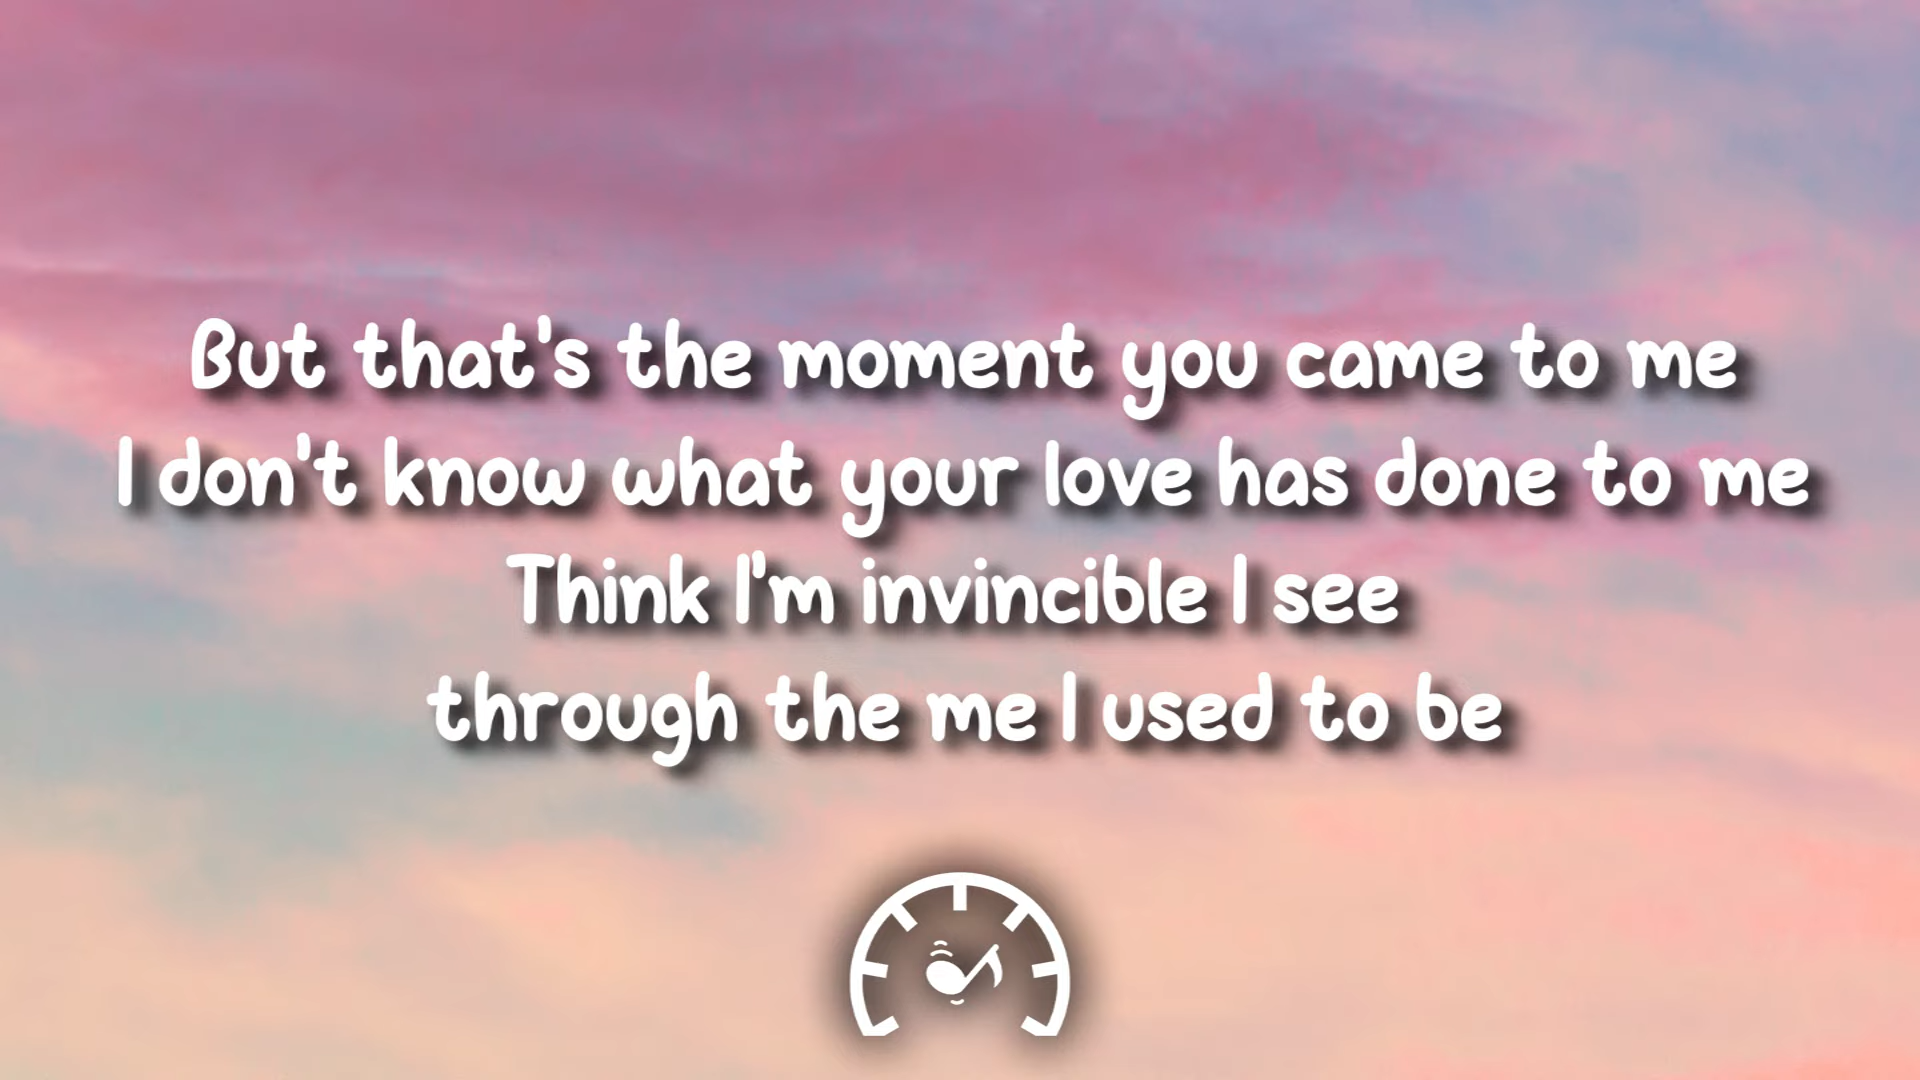 But that's the moment you came to me
I don't know what your love has done to me
Think I'm invincible I see
through the me I used to be